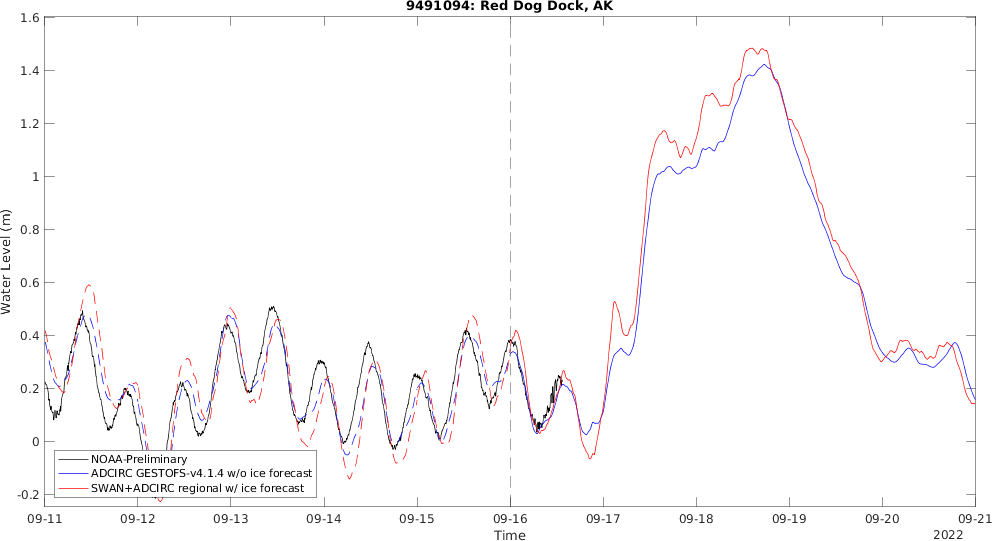 9491094: Red Dog Dock, AK
1.6
1.4
1.2
1
0.8
0.6
0.4
0.2
0
-0.2
Water Level (m)
NOAA-Preliminary
ADCIRC GESTOFS-v4.1.4 w/o ice forecast
SWAN+ADCIRC regional w/ ice forecast
09-11 09-12 09-13 09-14 09-15 09-16 09-17 09-18 09-19 09-20 09-21
Time
2022